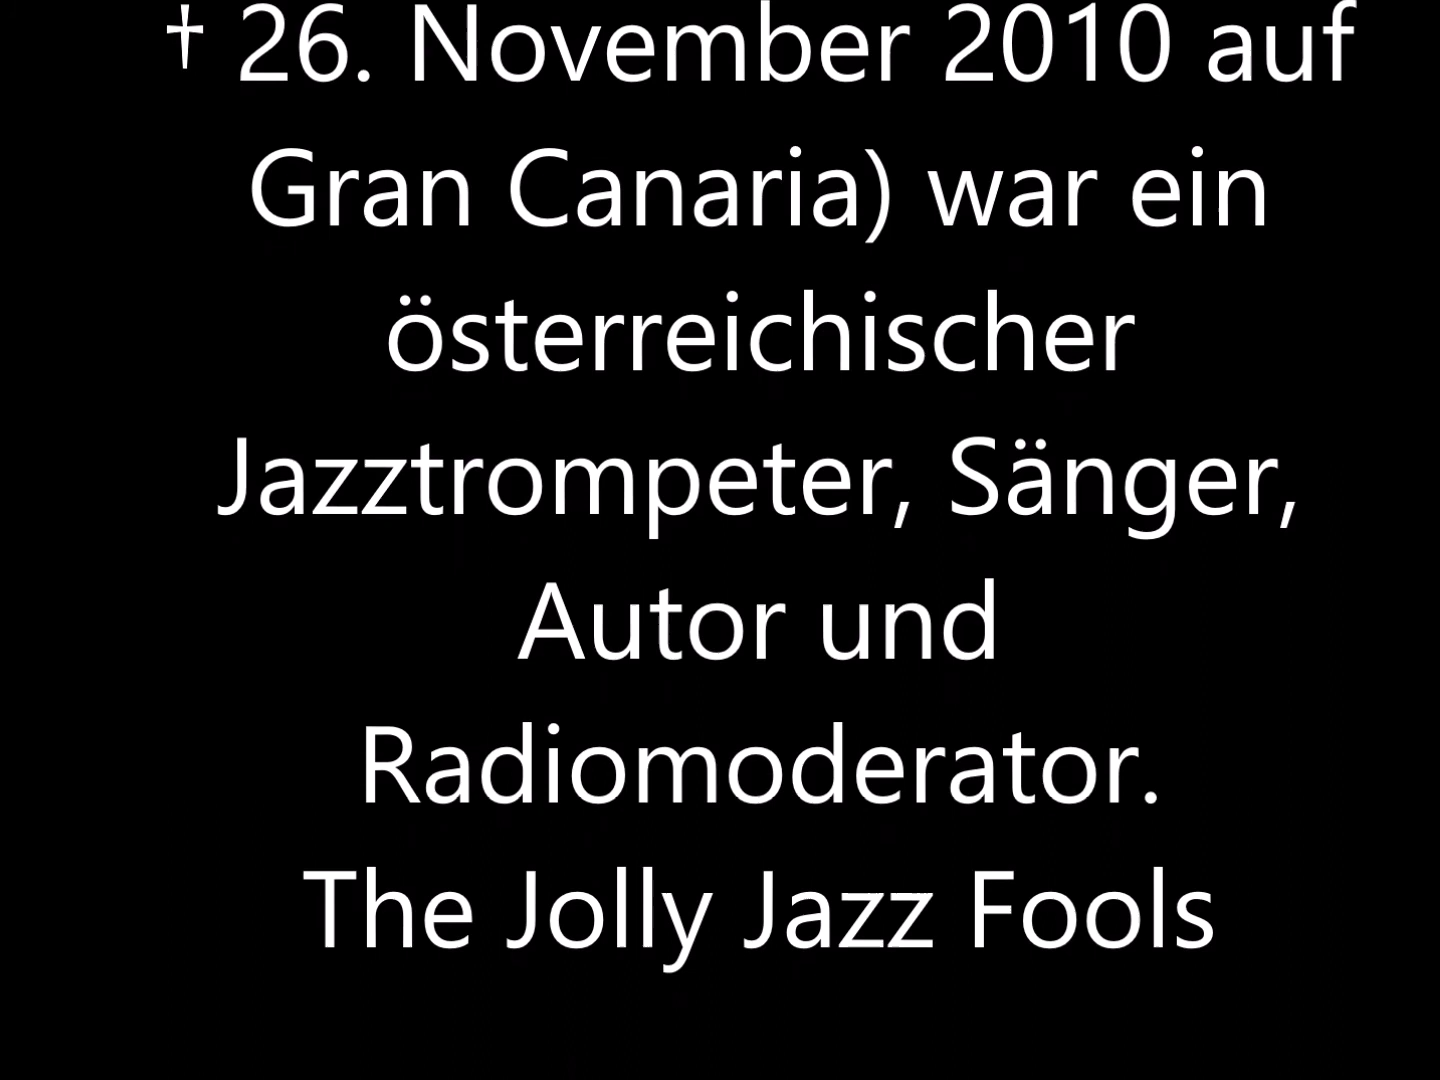 † 26. November 2010 auf
Gran Canaria) war ein
österreichischer
Jazztrompeter, Sänger,
Autor und
Radiomoderator.
The Jolly Jazz Fools